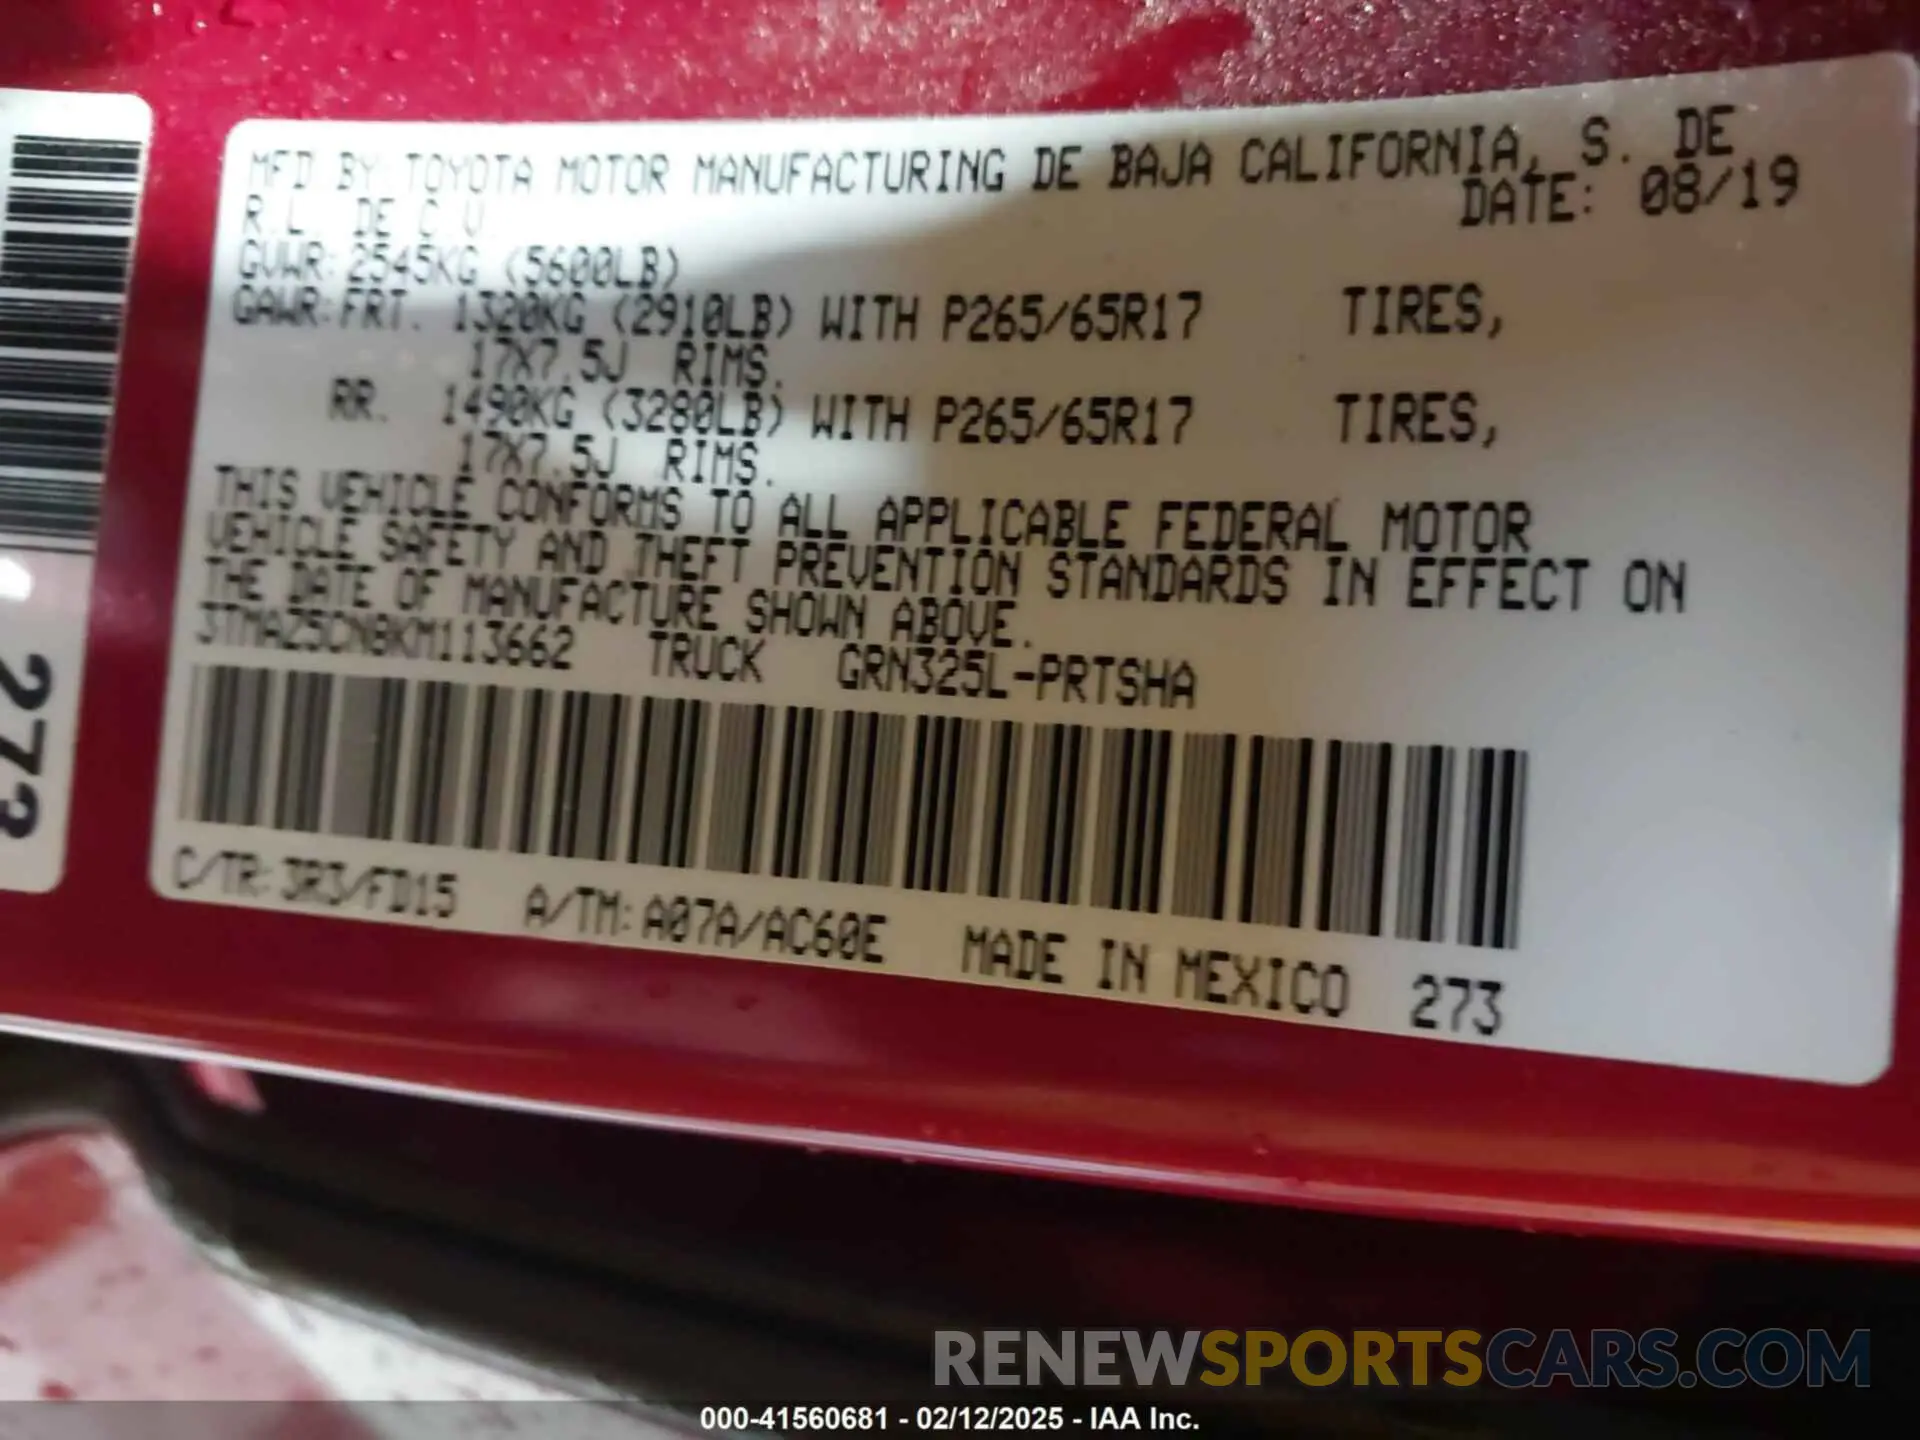 MFD BY: TOYOTA MOTOR MANUFACTURING DE BAJA CALIFORNIA, S. DE
R.L. DE C.V.
DATE: 08/19
GVWR: 2545KG (5600LB)
GAWR: FRT. 1320KG (2910LB) WITH P265/65R17 TIRES,
17X7.5J RIMS.
RR. 1490KG (3280LB) WITH P265/65R17 TIRES,
17X7.5J RIMS.
THIS VEHICLE CONFORMS TO ALL APPLICABLE FEDERAL MOTOR
VEHICLE SAFETY AND THEFT PREVENTION STANDARDS IN EFFECT ON
THE DATE OF MANUFACTURE SHOWN ABOVE.
3TMAZ5CN8KM113662 TRUCK GRN325L-PRTSHA
C/TR: 3R3/FD15 A/TM: A07A/AC60E MADE IN MEXICO 273
273
RENEWSPORTSCARS.COM
000-41560681 - 02/12/2025 - IAA Inc.